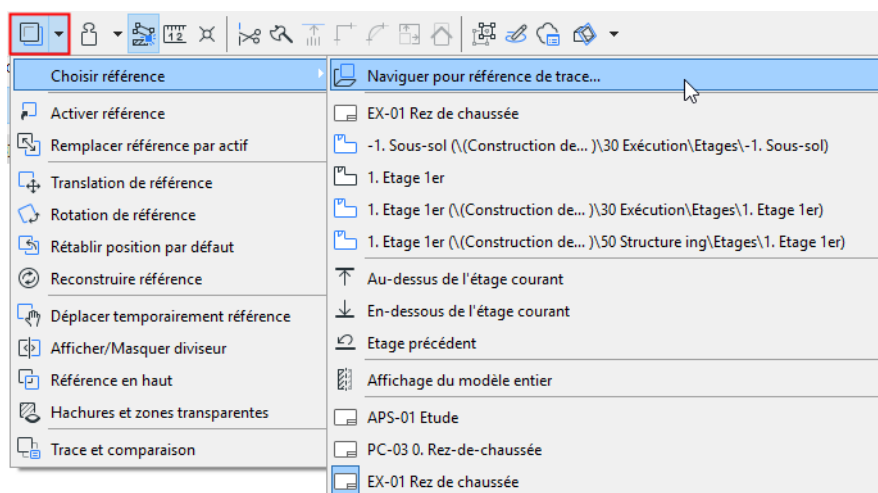 1 2
Choisir référence
Activer référence
Remplacer référence par actif
Translation de référence
Rotation de référence
Rétablir position par défaut
Reconstruire référence
Déplacer temporairement référence
Afficher/Masquer diviseur
Référence en haut
Hachures et zones transparentes
Trace et comparaison
Naviguer pour référence de trace...
EX-01 Rez de chaussée
-1. Sous-sol (\(Construction de... )\30 Exécution\Etages\-1. Sous-sol)
1. Etage 1er
1. Etage 1er (\(Construction de... )\30 Exécution\Etages\1. Etage 1er)
1. Etage 1er (\(Construction de... )\50 Structure ing\Etages\1. Etage 1er)
Au-dessus de l'étage courant
En-dessous de l'étage courant
Etage précédent
Affichage du modèle entier
APS-01 Etude
PC-03 0. Rez-de-chaussée
EX-01 Rez de chaussée